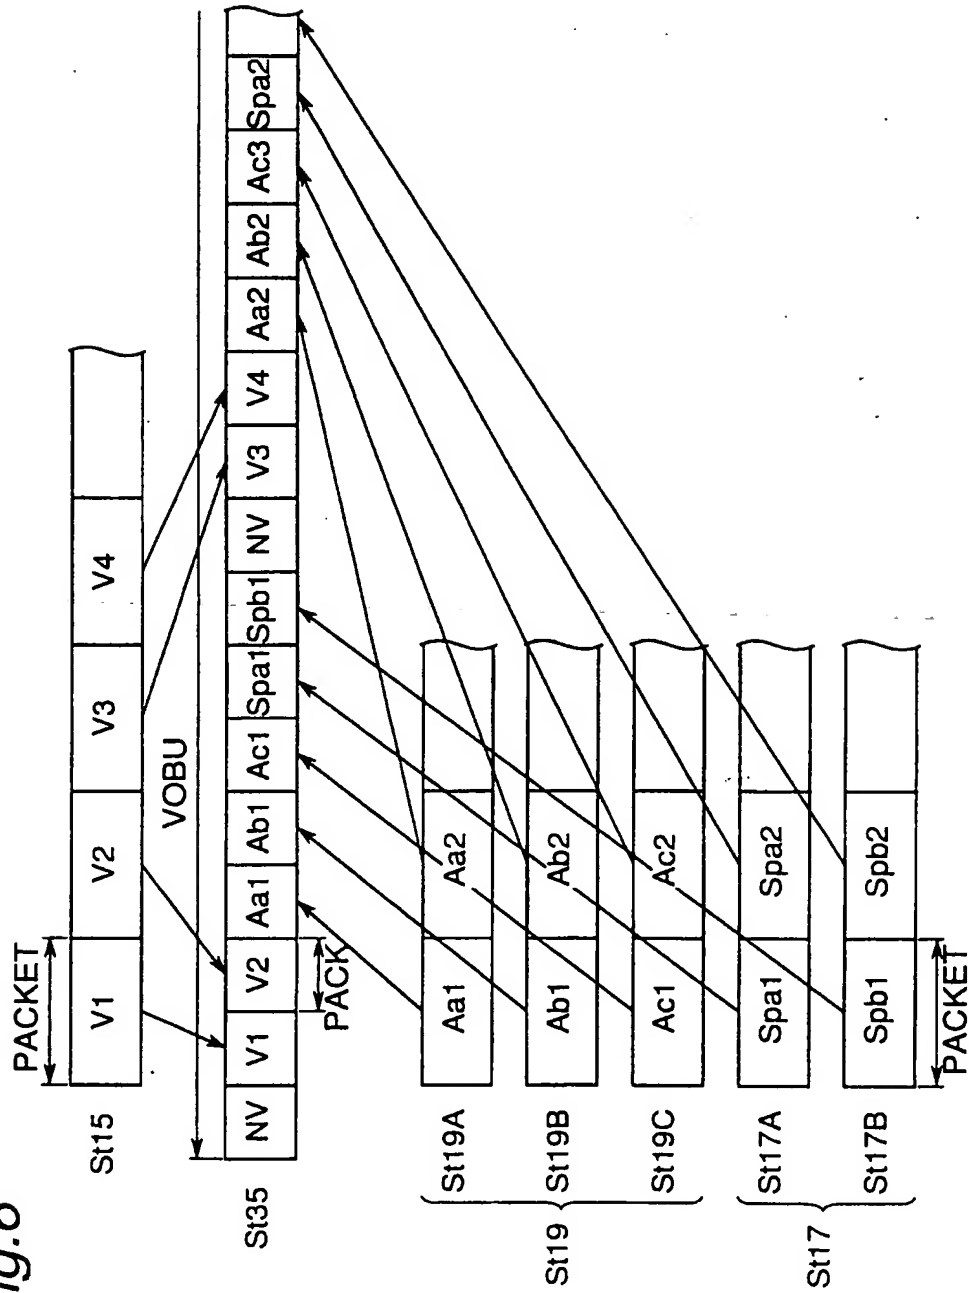 ig.8
PACKET
St15 V1 V2 V3 V4
VOBU
St35 NV V1 V2 Aa1 Ab1 Ac1 Spa1 Spb1 NV V3 V4 Aa2 Ab2 Ac3 Spa2
PACK
St19
St19A Aa1 Aa2
St19B Ab1 Ab2
St19C Ac1 Ac2
St17
St17A Spa1 Spa2
St17B Spb1 Spb2
PACKET